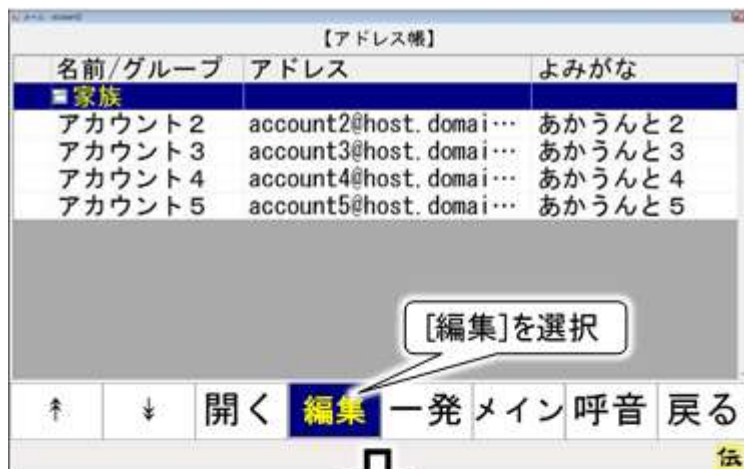 【アドレス帳】
名前/グループ アドレス よみがな
家族
アカウント2 account2@host.domai… あかうんと2
アカウント3 account3@host.domai… あかうんと3
アカウント4 account4@host.domai… あかうんと4
アカウント5 account5@host.domai… あかうんと5
[編集]を選択
↟ ↡ 開く 編集 一発 メイン 呼音 戻る
伝